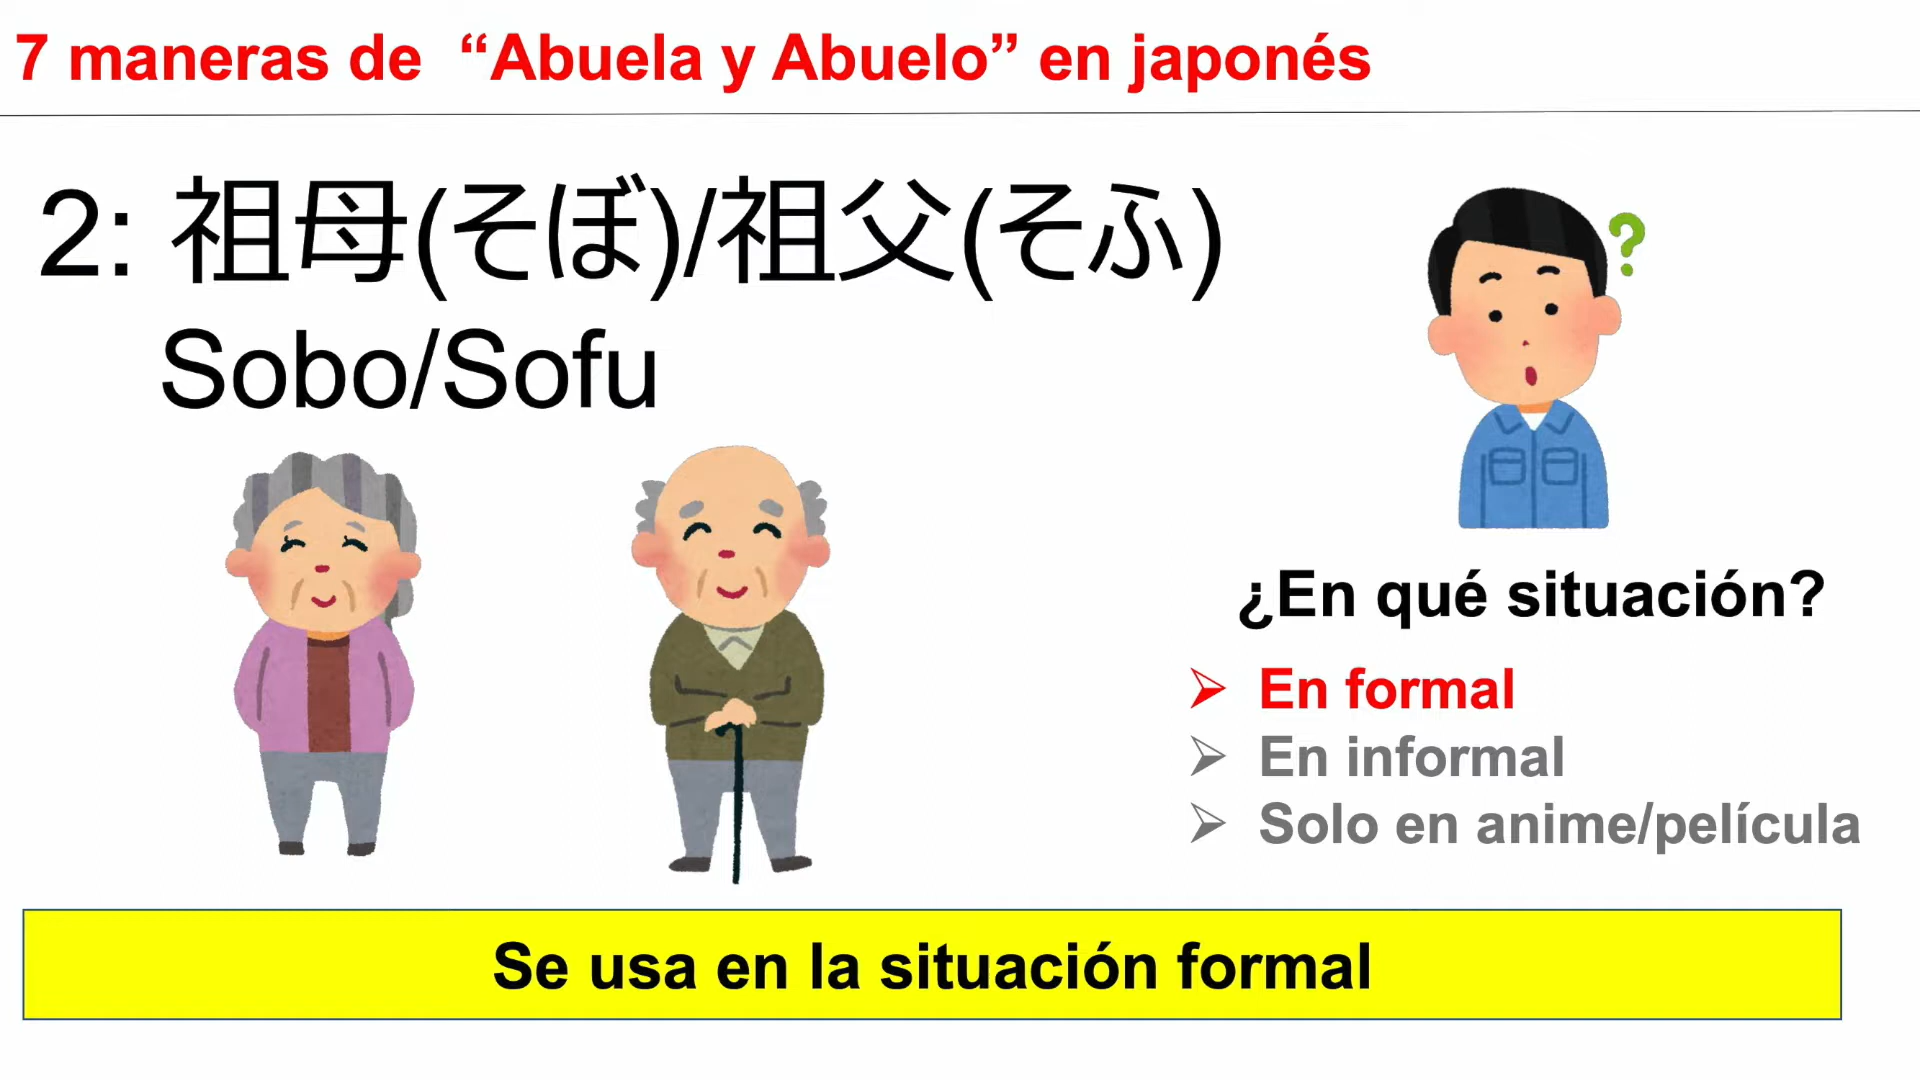 7 maneras de “Abuela y Abuelo” en japonés
2: 祖母(そぼ)/祖父(そふ)
Sobo/Sofu
?
¿En qué situación?
➢ En formal
➢ En informal
➢ Solo en anime/película
Se usa en la situación formal